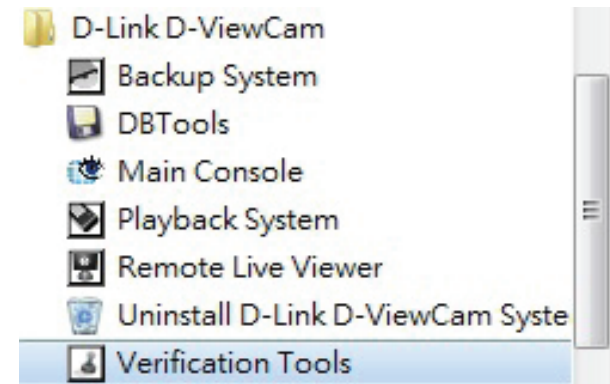 D-Link D-ViewCam
Backup System
DBTools
Main Console
Playback System
Remote Live Viewer
Uninstall D-Link D-ViewCam Syste
Verification Tools